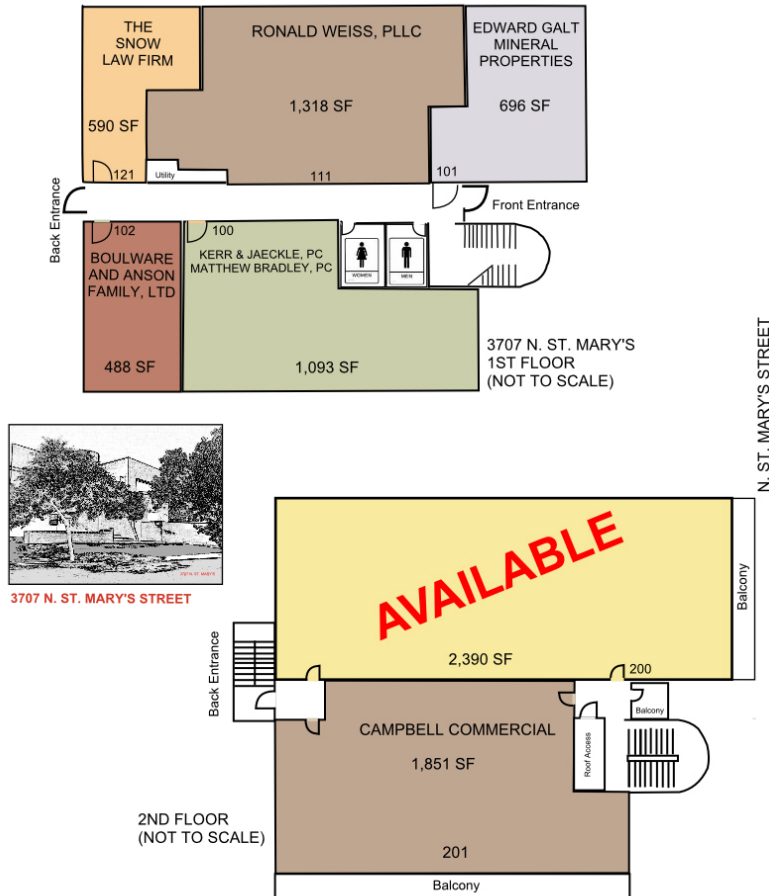 THE
SNOW
LAW FIRM
590 SF
121
RONALD WEISS, PLLC
1,318 SF
Utility
111
EDWARD GALT
MINERAL
PROPERTIES
696 SF
101
Back Entrance
Front Entrance
102
BOULWARE
AND ANSON
FAMILY, LTD
488 SF
100
KERR & JAECKLE, PC
MATTHEW BRADLEY, PC
1,093 SF
WOMEN
MEN
3707 N. ST. MARY'S
1ST FLOOR
(NOT TO SCALE)
N. ST. MARY'S STREET
3707 N. ST. MARY'S STREET
AVAILABLE
2,390 SF
200
Balcony
Back Entrance
Balcony
Roof Access
CAMPBELL COMMERCIAL
1,851 SF
201
2ND FLOOR
(NOT TO SCALE)
Balcony